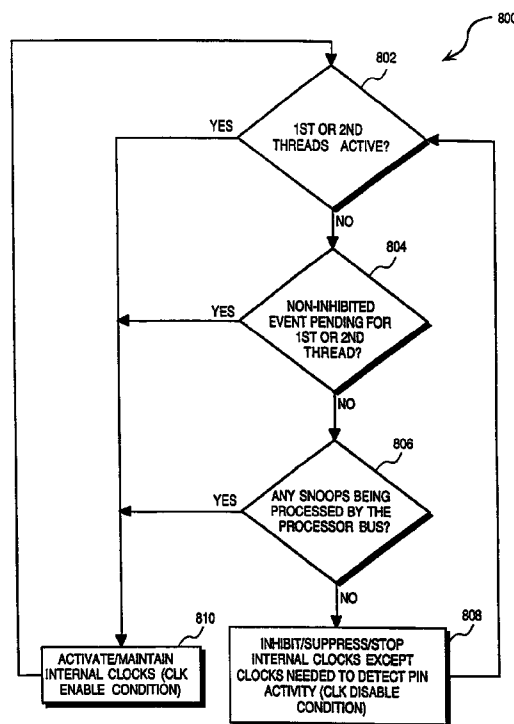 800
802
YES
1ST OR 2ND
THREADS ACTIVE?
NO
804
YES
NON-INHIBITED
EVENT PENDING FOR
1ST OR 2ND
THREAD?
NO
806
YES
ANY SNOOPS BEING
PROCESSED BY THE
PROCESSOR BUS?
NO
810
ACTIVATE/MAINTAIN
INTERNAL CLOCKS (CLK
ENABLE CONDITION)
808
INHIBIT/SUPPRESS/STOP
INTERNAL CLOCKS EXCEPT
CLOCKS NEEDED TO DETECT PIN
ACTIVITY (CLK DISABLE
CONDITION)